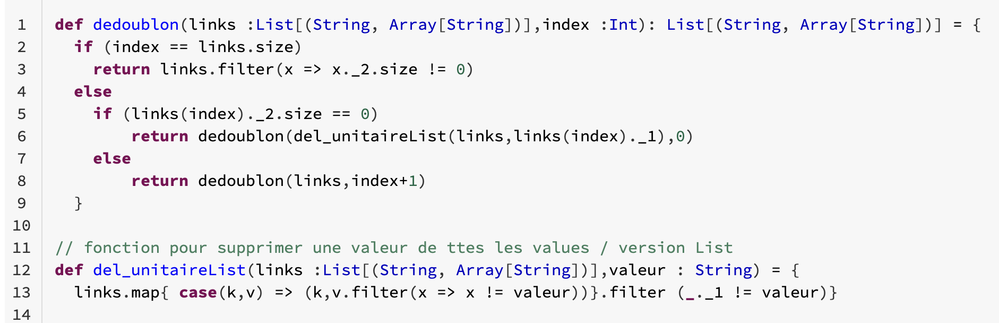 1 def dedoublon(links :List[(String, Array[String])],index :Int): List[(String, Array[String])] = {
2   if (index == links.size)
3     return links.filter(x => x._2.size != 0)
4   else
5     if (links(index)._2.size == 0)
6         return dedoublon(del_unitaireList(links,links(index)._1),0)
7     else
8         return dedoublon(links,index+1)
9   }
10
11 // fonction pour supprimer une valeur de ttes les values / version List
12 def del_unitaireList(links :List[(String, Array[String])],valeur : String) = {
13   links.map{ case(k,v) => (k,v.filter(x => x != valeur))}.filter (_._1 != valeur)}
14